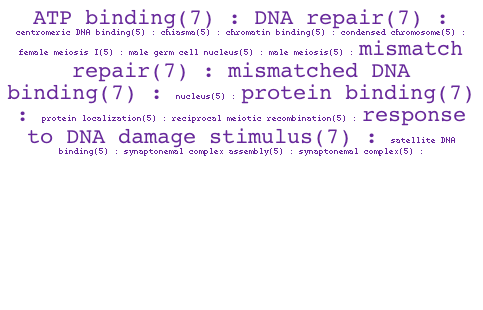 ATP binding(7) : DNA repair(7) :
centromeric DNA binding(5) : chiasma(5) : chromatin binding(5) : condensed chromosome(5) :
female meiosis I(5) : male germ cell nucleus(5) : male meiosis(5) : mismatch
repair(7) : mismatched DNA
binding(7) : nucleus(5) : protein binding(7)
: protein localization(5) : reciprocal meiotic recombination(5) : response
to DNA damage stimulus(7) : satellite DNA
binding(5) : synaptonemal complex assembly(5) : synaptonemal complex(5) :